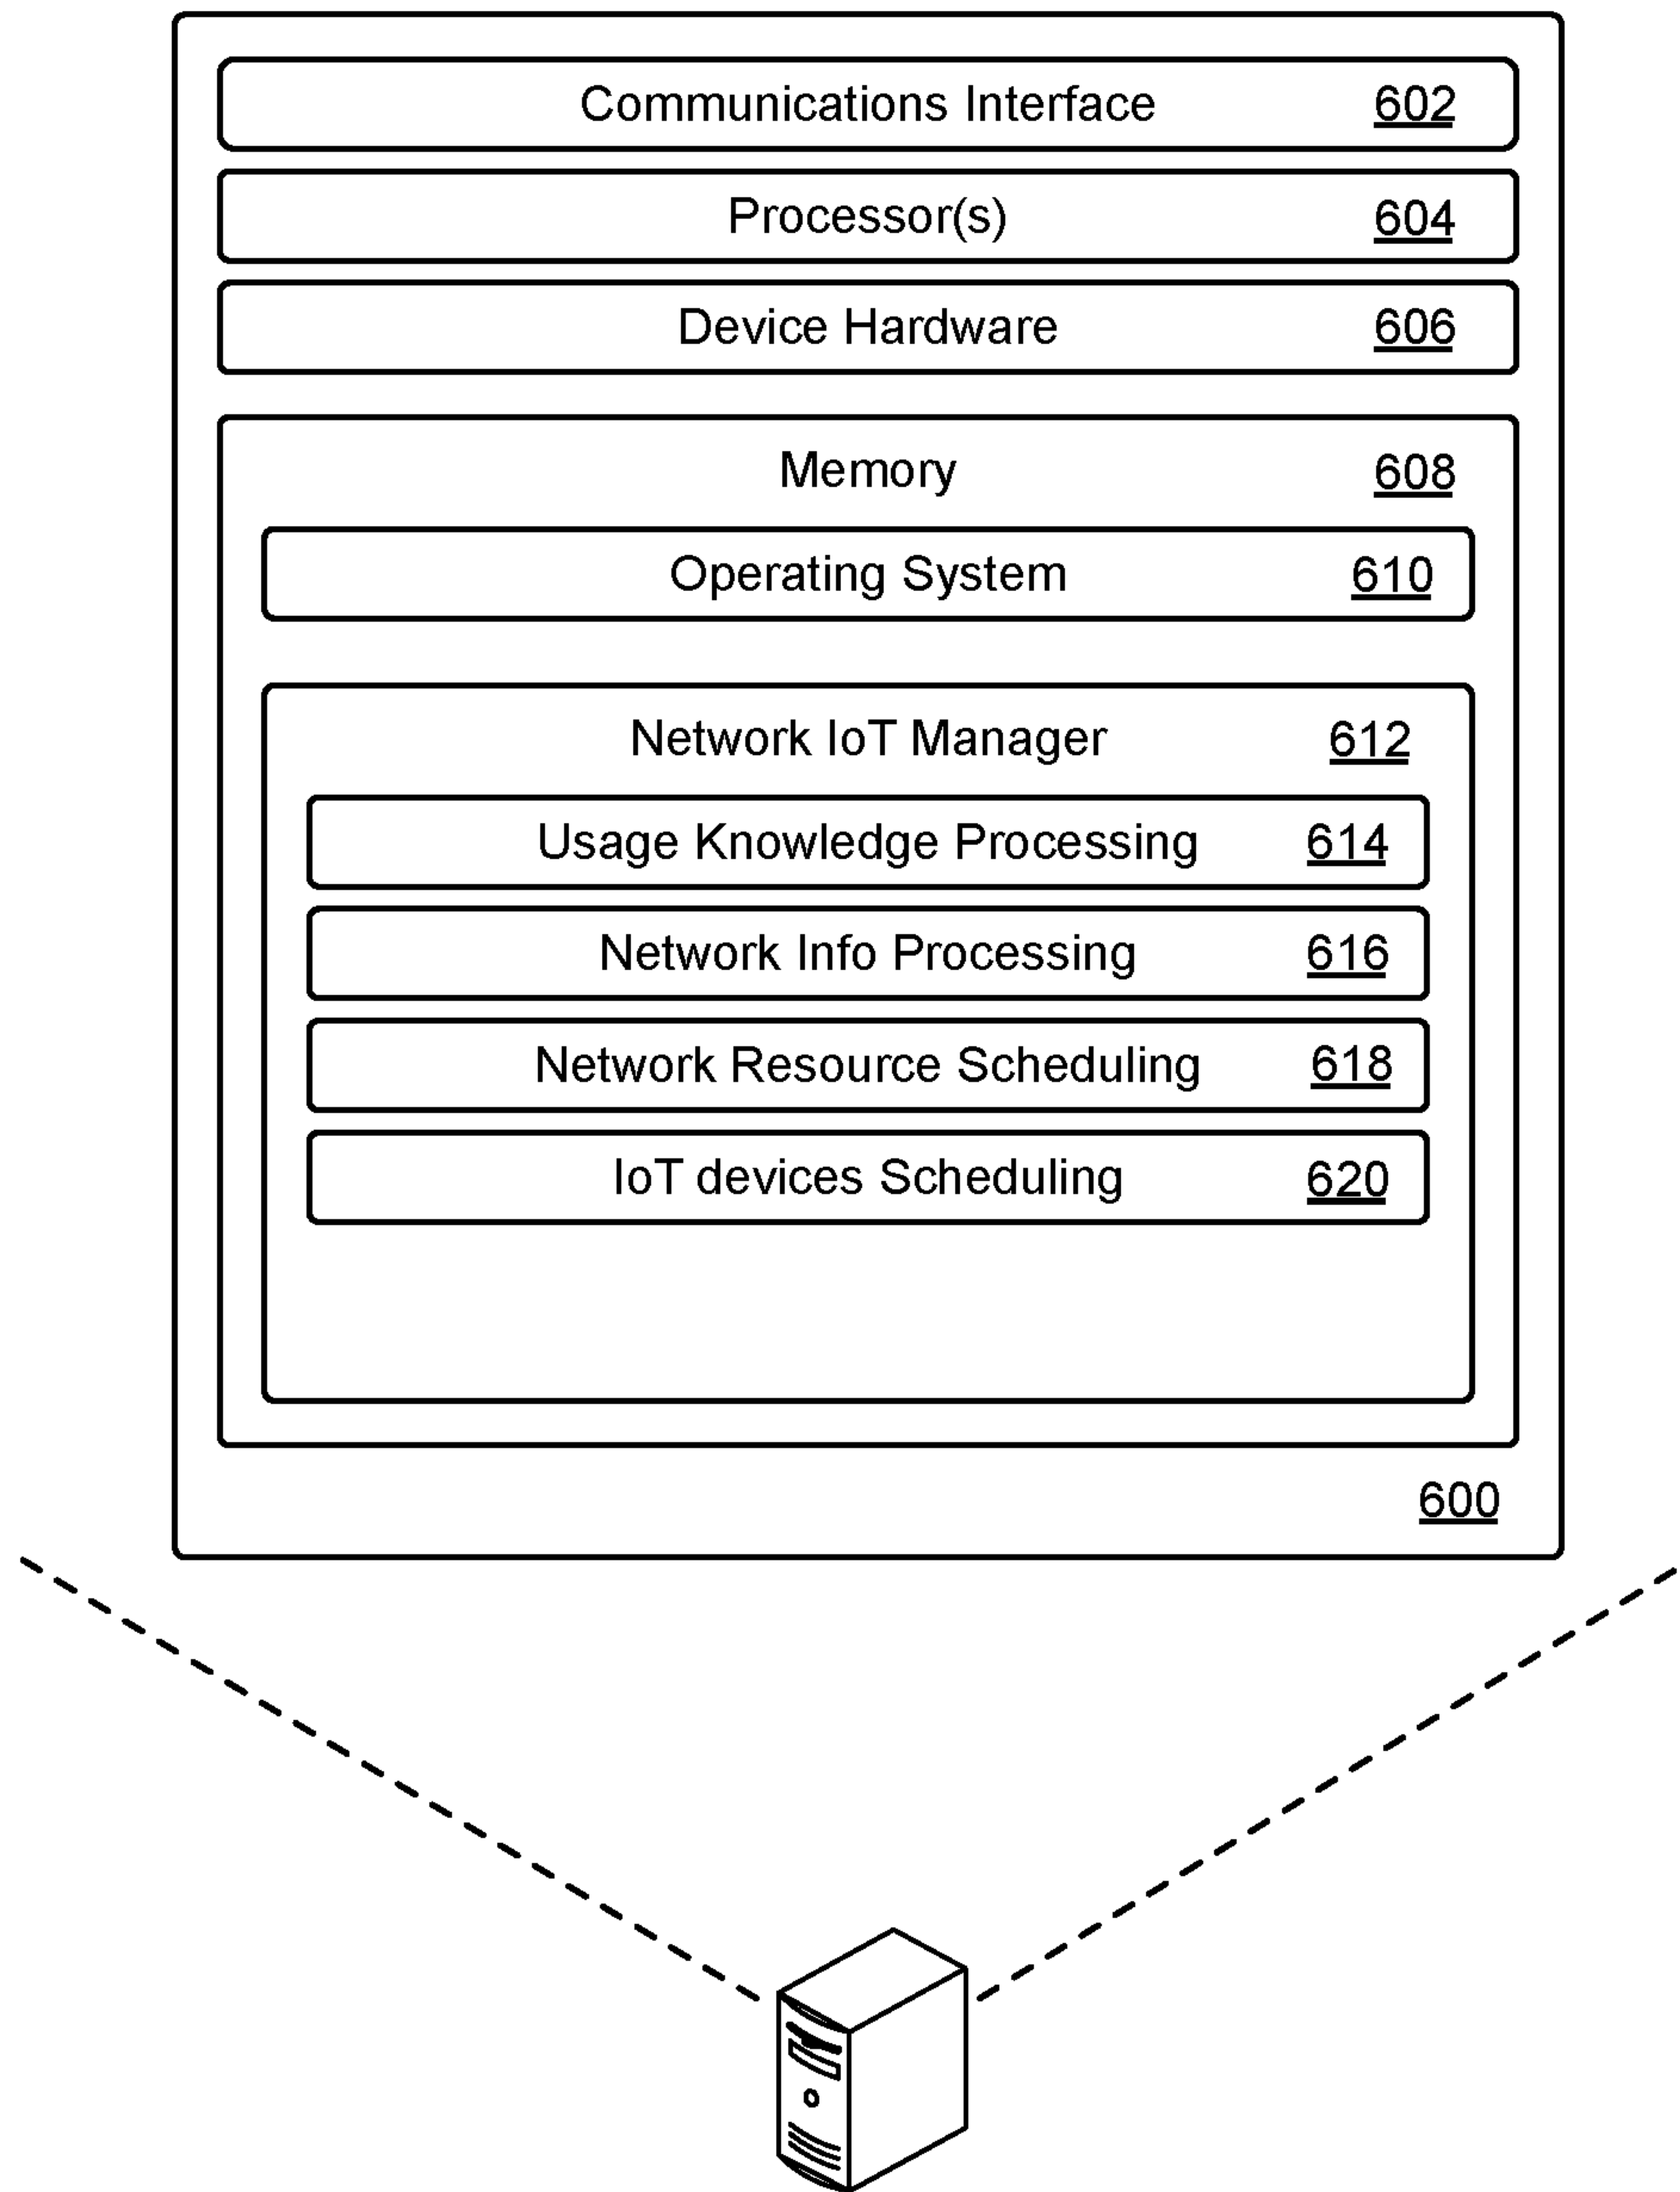 Communications Interface 602
Processor(s) 604
Device Hardware 606
Memory 608
Operating System 610
Network IoT Manager 612
Usage Knowledge Processing 614
Network Info Processing 616
Network Resource Scheduling 618
IoT devices Scheduling 620
600